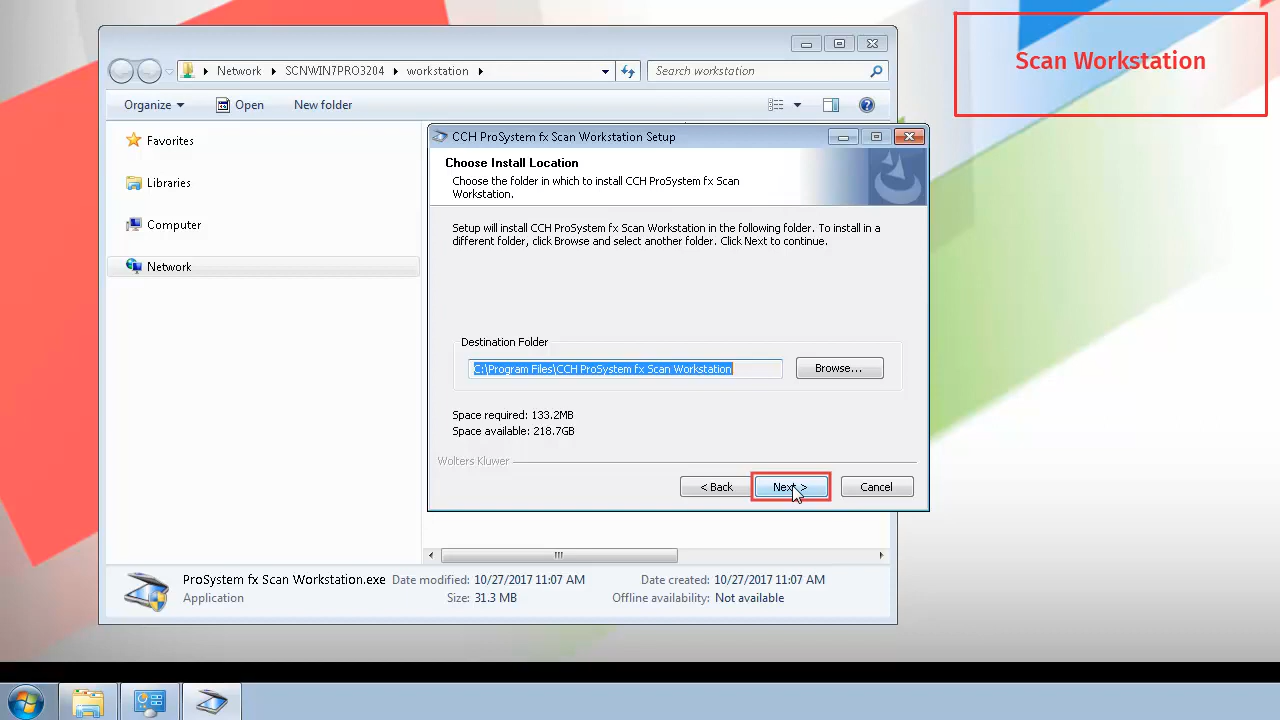 Scan Workstation
Network SCNWN7PRO3204 workstation
Search workstation
Organize Open New folder
Favorites
Libraries
Computer
Network
CCH ProSystem fx Scan Workstation Setup
Choose Install Location
Choose the folder in which to install CCH ProSystem fx Scan
Workstation.
Setup will install CCH ProSystem fx Scan Workstation in the following folder. To install in a
different folder, click Browse and select another folder. Click Next to continue.
Destination Folder
C:\Program Files\CCH ProSystem fx Scan Workstation
Browse...
Space required: 133.2MB
Space available: 218.7GB
Wolters Kluwer
< Back Next > Cancel
ProSystem fx Scan Workstation.exe Date modified: 10/27/2017 11:07 AM Date created: 10/27/2017 11:07 AM
Application Size: 31.3 MB Offline availability: Not available